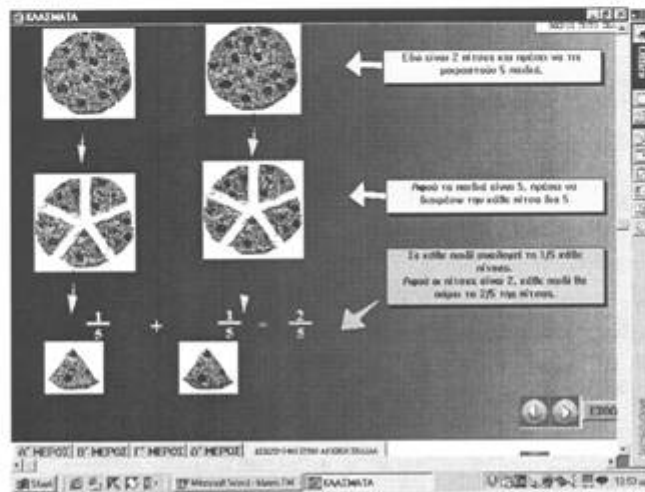 ΚΛΑΣΜΑΤΑ
Εδώ είναι 2 πίτσες και πρέπει να τις
μοιραστούν 5 παιδιά.
Αφού τα παιδιά είναι 5, πρέπει να
διαιρέσω την κάθε πίτσα δια 5.
Σε κάθε παιδί αναλογεί το 1/5 κάθε
πίτσας.
Αφού οι πίτσες είναι 2, κάθε παιδί θα
πάρει τα 2/5 της πίτσας.
1/5 + 1/5 = 2/5
Α' ΜΕΡΟΣ Β' ΜΕΡΟΣ Γ' ΜΕΡΟΣ Δ' ΜΕΡΟΣ
Start Microsoft Word ΚΛΑΣΜΑΤΑ